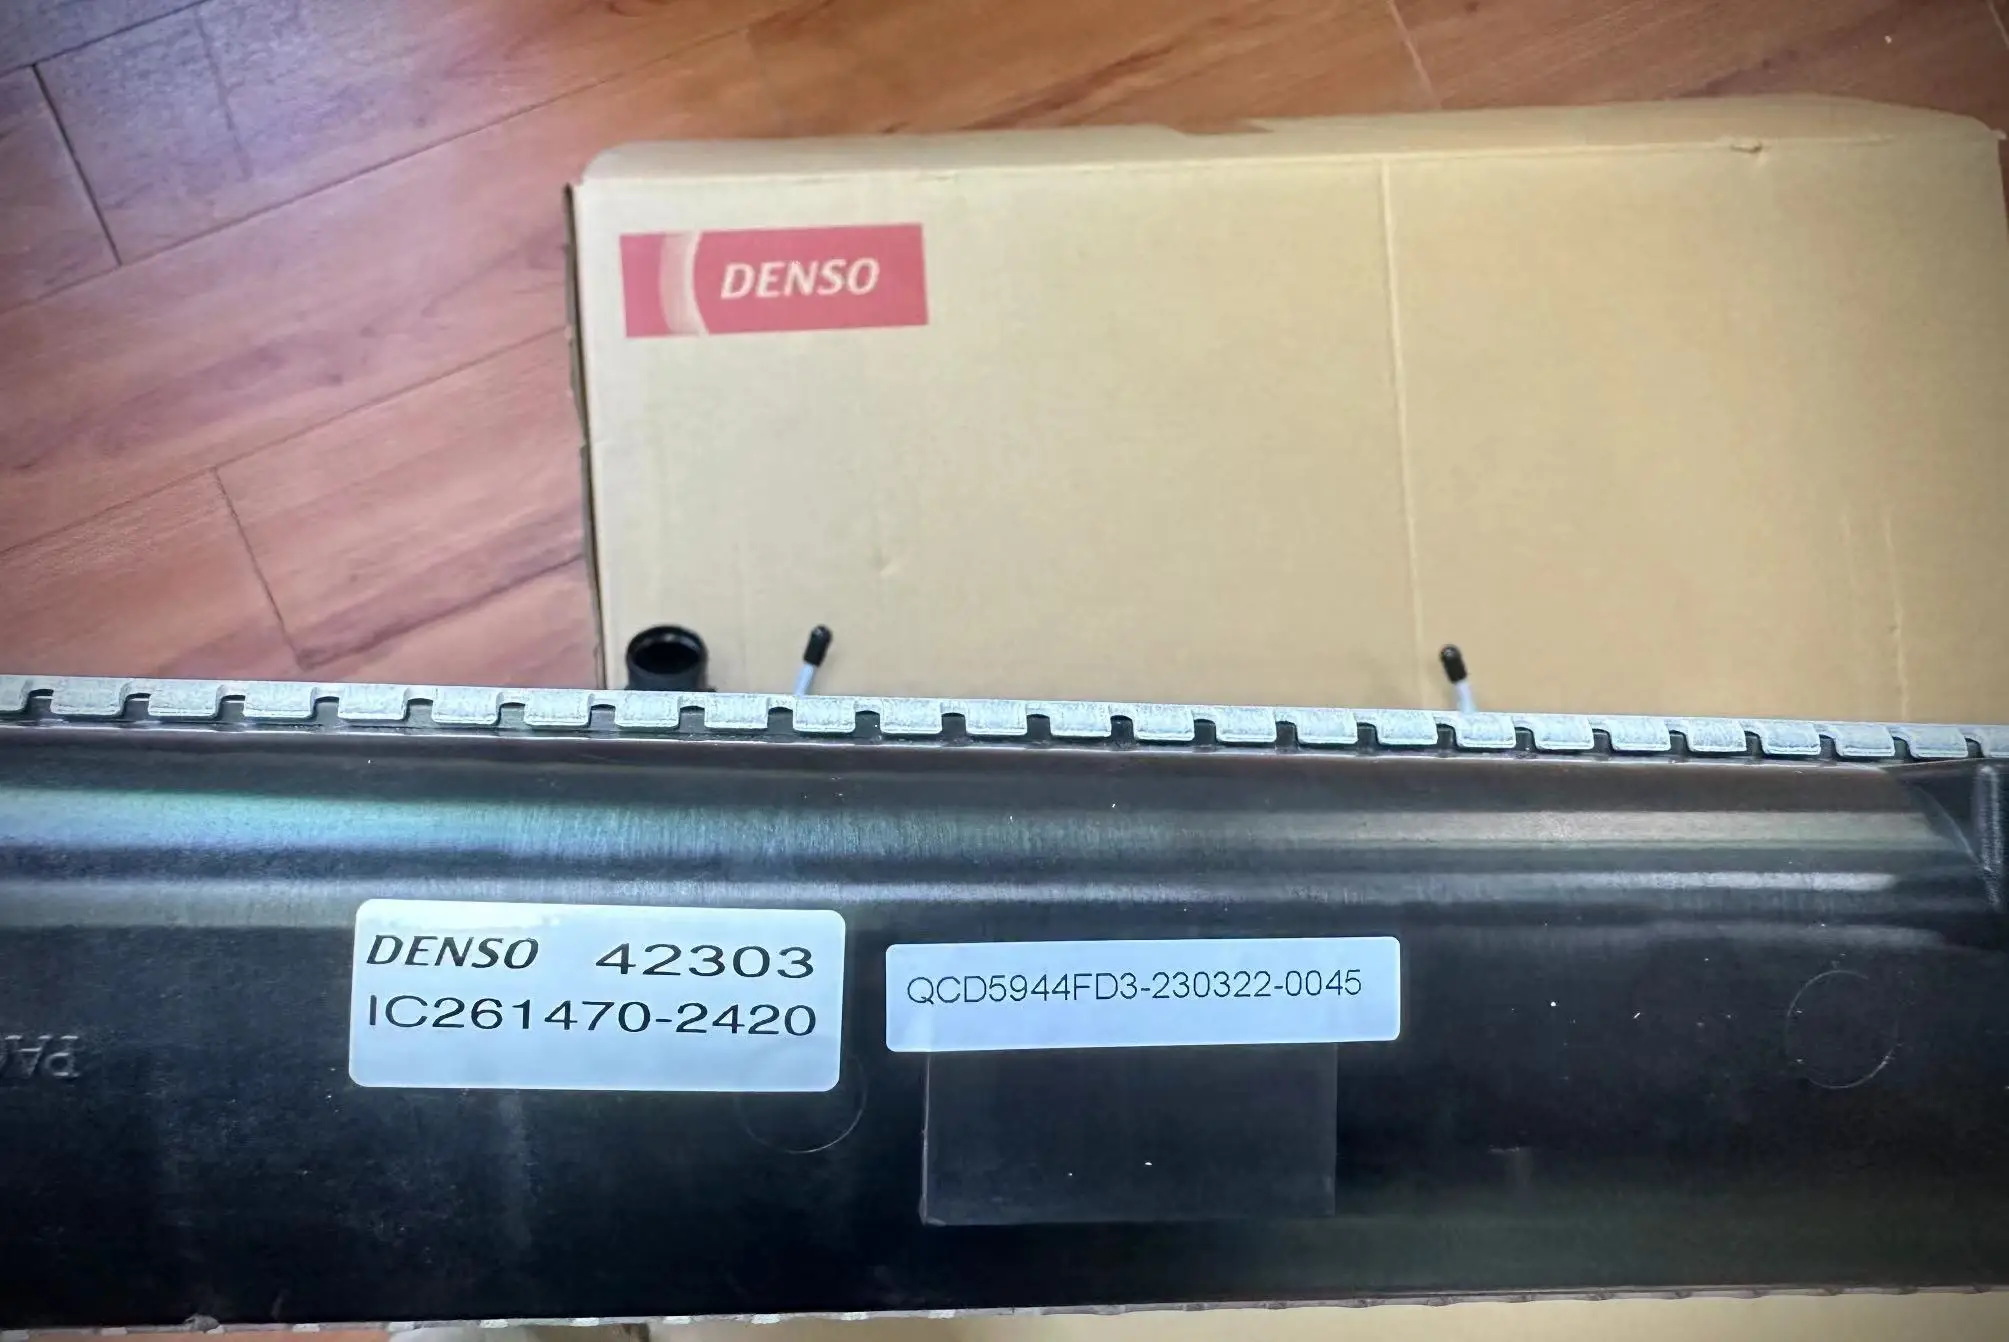 DENSO
DENSO 42303
IC261470-2420
QCD5944FD3-230322-0045